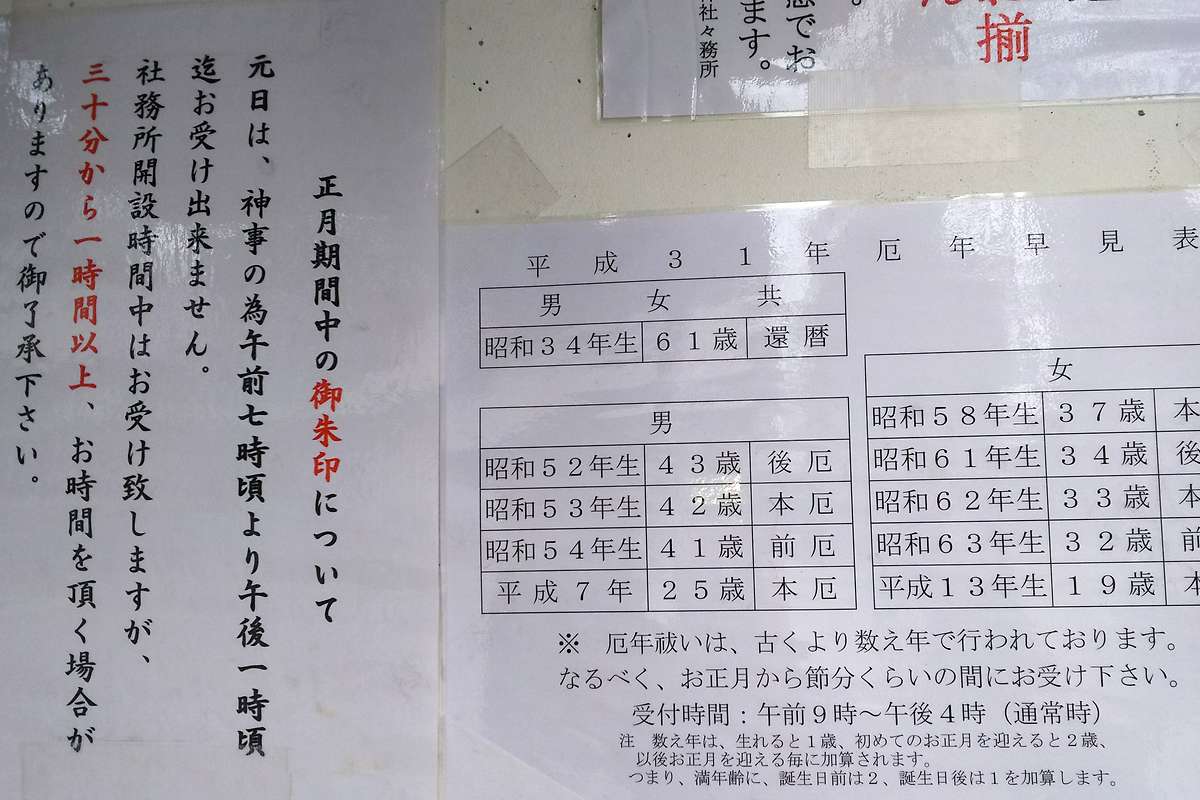 正月期間中の御朱印について
元日は、神事の為午前七時頃より午後一時頃
迄お受け出来ません。
社務所開設時間中はお受け致しますが、
三十分から一時間以上、お時間を頂く場合が
ありますので御了承下さい。
揃
でお
ます。
社々務所
平成31年 厄年早見表
男女共
昭和34年生 61歳 還暦
男
昭和52年生 43歳 後厄
昭和53年生 42歳 本厄
昭和54年生 41歳 前厄
平成7年 25歳 本厄
女
昭和58年生 37歳 本
昭和61年生 34歳 後
昭和62年生 33歳 本
昭和63年生 32歳 前
平成13年生 19歳 本
※ 厄年祓いは、古くより数え年で行われております。
なるべく、お正月から節分くらいの間にお受け下さい。
受付時間:午前9時~午後4時(通常時)
注 数え年は、生れると1歳、初めてのお正月を迎えると2歳、
以後お正月を迎える毎に加算されます。
つまり、満年齢に、誕生日前は2、誕生日後は1を加算します。